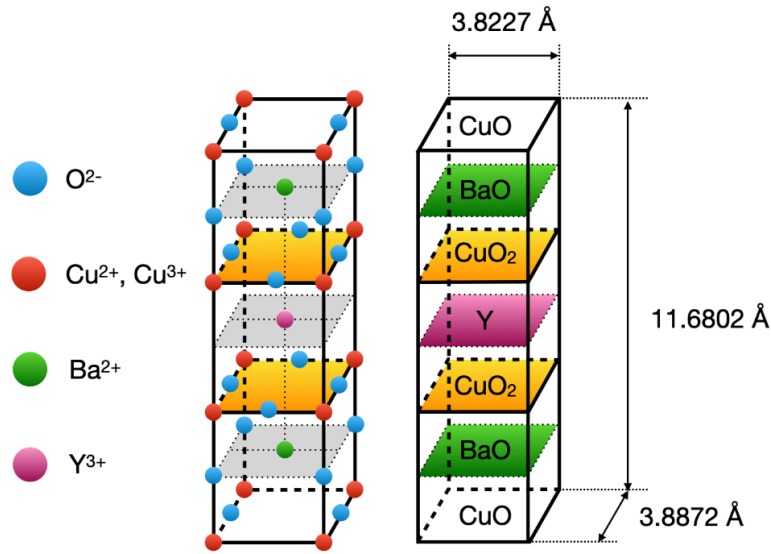 3.8227 Å
O²⁻
Cu²⁺, Cu³⁺
Ba²⁺
Y³⁺
CuO
BaO
CuO₂
Y
CuO₂
BaO
CuO
11.6802 Å
3.8872 Å